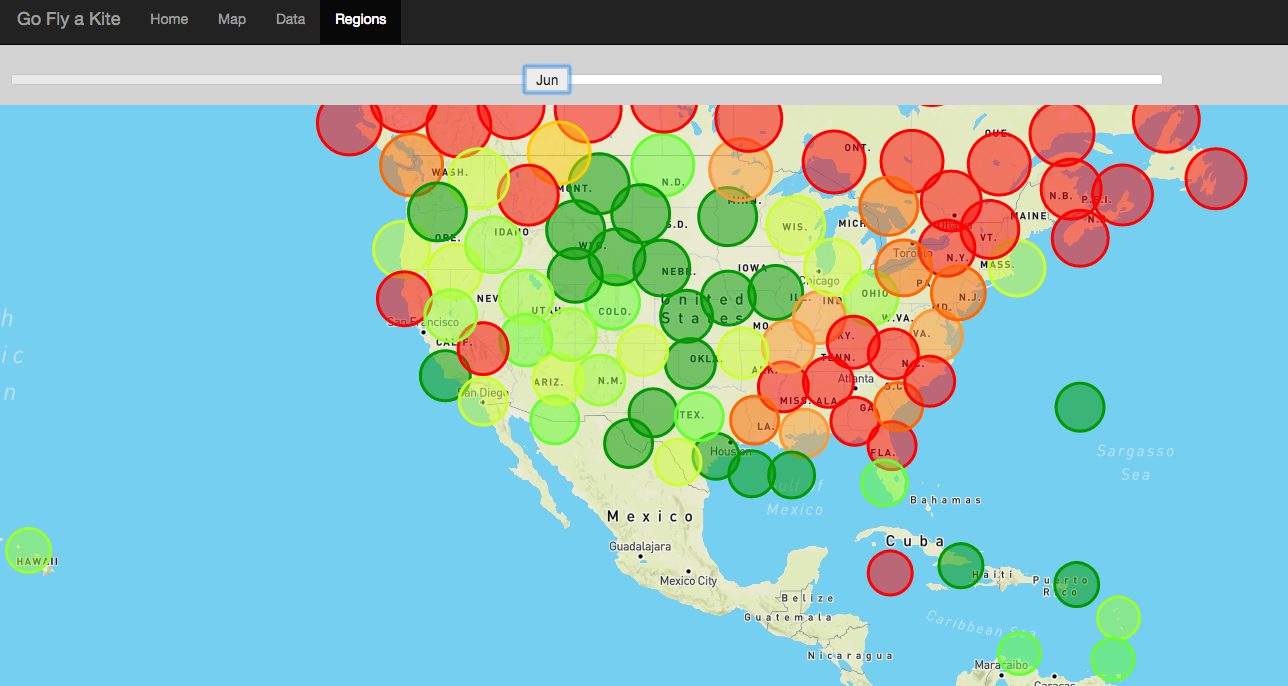 Go Fly a Kite Home Map Data Regions
Jun
QUE.
ONT.
WASH.
MONT.
N.D.
MINN.
N.B. P.E.I.
N.S.
MAINE
Ottawa
ORE.
IDAHO
S.D.
WIS.
MICH
VT.
Toronto
N.Y.
MASS.
WYO.
NEBR.
IOWA
Chicago
PA
N.J.
NEV.
UTAH
COLO.
United
States
ILL.
IND
OHIO
MD.
W.VA.
VA.
San Francisco
CALIF.
MO.
KY.
OKLA.
ARK.
TENN.
N.C.
San Diego
ARIZ.
N.M.
Atlanta
S.C.
MISS.
ALA.
GA
TEX.
LA.
Houston
FLA.
Sargasso
Sea
Gulf of
Mexico
Bahamas
Mexico
HAWAII
Guadalajara
Mexico City
Cuba
Haiti
Puerto
Rico
Belize
Guatemala
Caribbean Sea
Nicaragua
Maracaibo
Caracas
h
ic
n